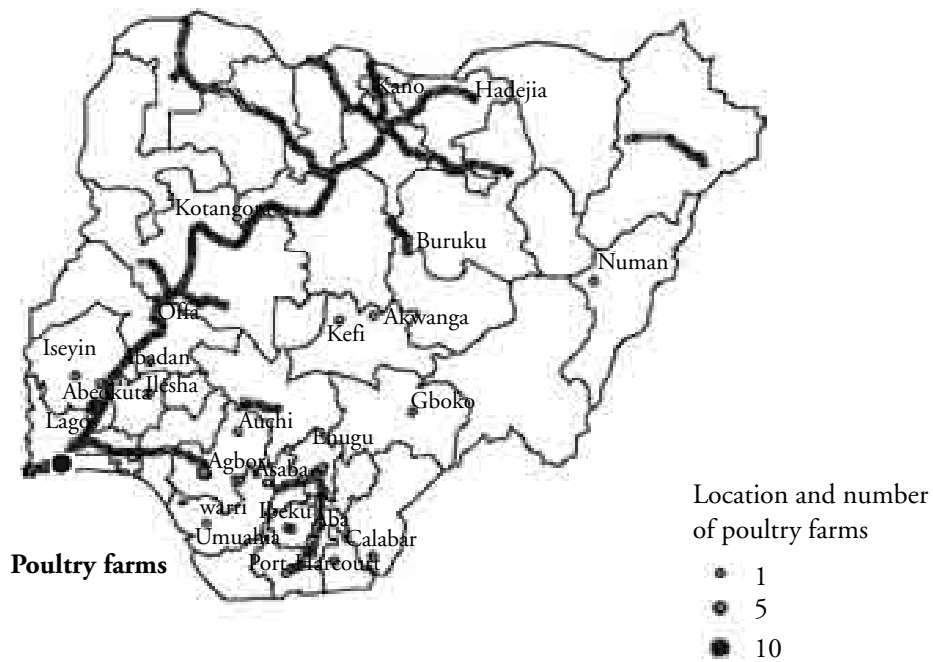 Kano
Hadejia
Kotangora
Buruku
Numan
Offa
Akwanga
Kefi
Iseyin
Ibadan
Abeokuta
Ilesha
Gboko
Lagos
Auchi
Enugu
Agbor
Asaba
warri
Ibeku
Aba
Umuahia
Calabar
Port-Harcourt
Poultry farms
Location and number
of poultry farms
1
5
10